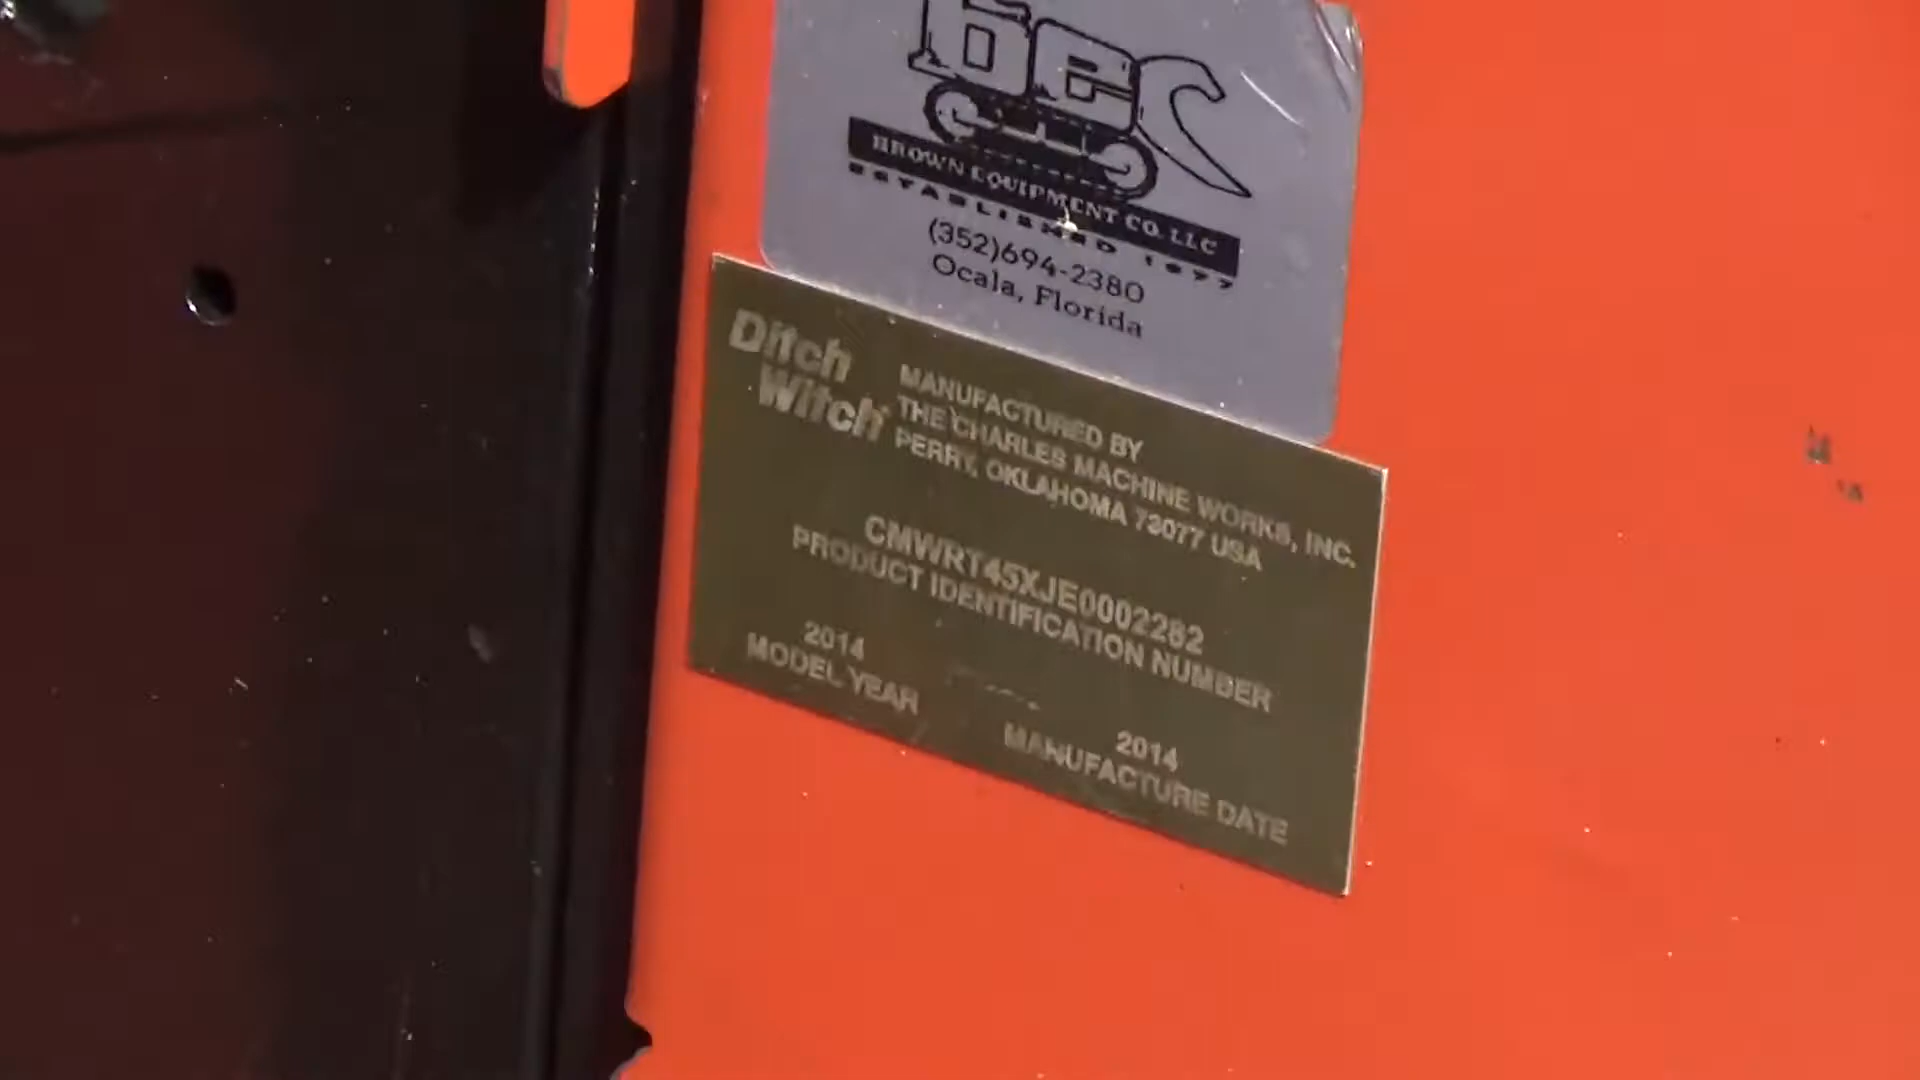 bec
BROWN EQUIPMENT CO. LLC
ESTABLISHED 1977
(352)694-2380
Ocala, Florida
Ditch
Witch
MANUFACTURED BY
THE CHARLES MACHINE WORKS, INC.
PERRY, OKLAHOMA 73077 USA
CMWRT45XJE0002282
PRODUCT IDENTIFICATION NUMBER
2014
MODEL YEAR
2014
MANUFACTURE DATE